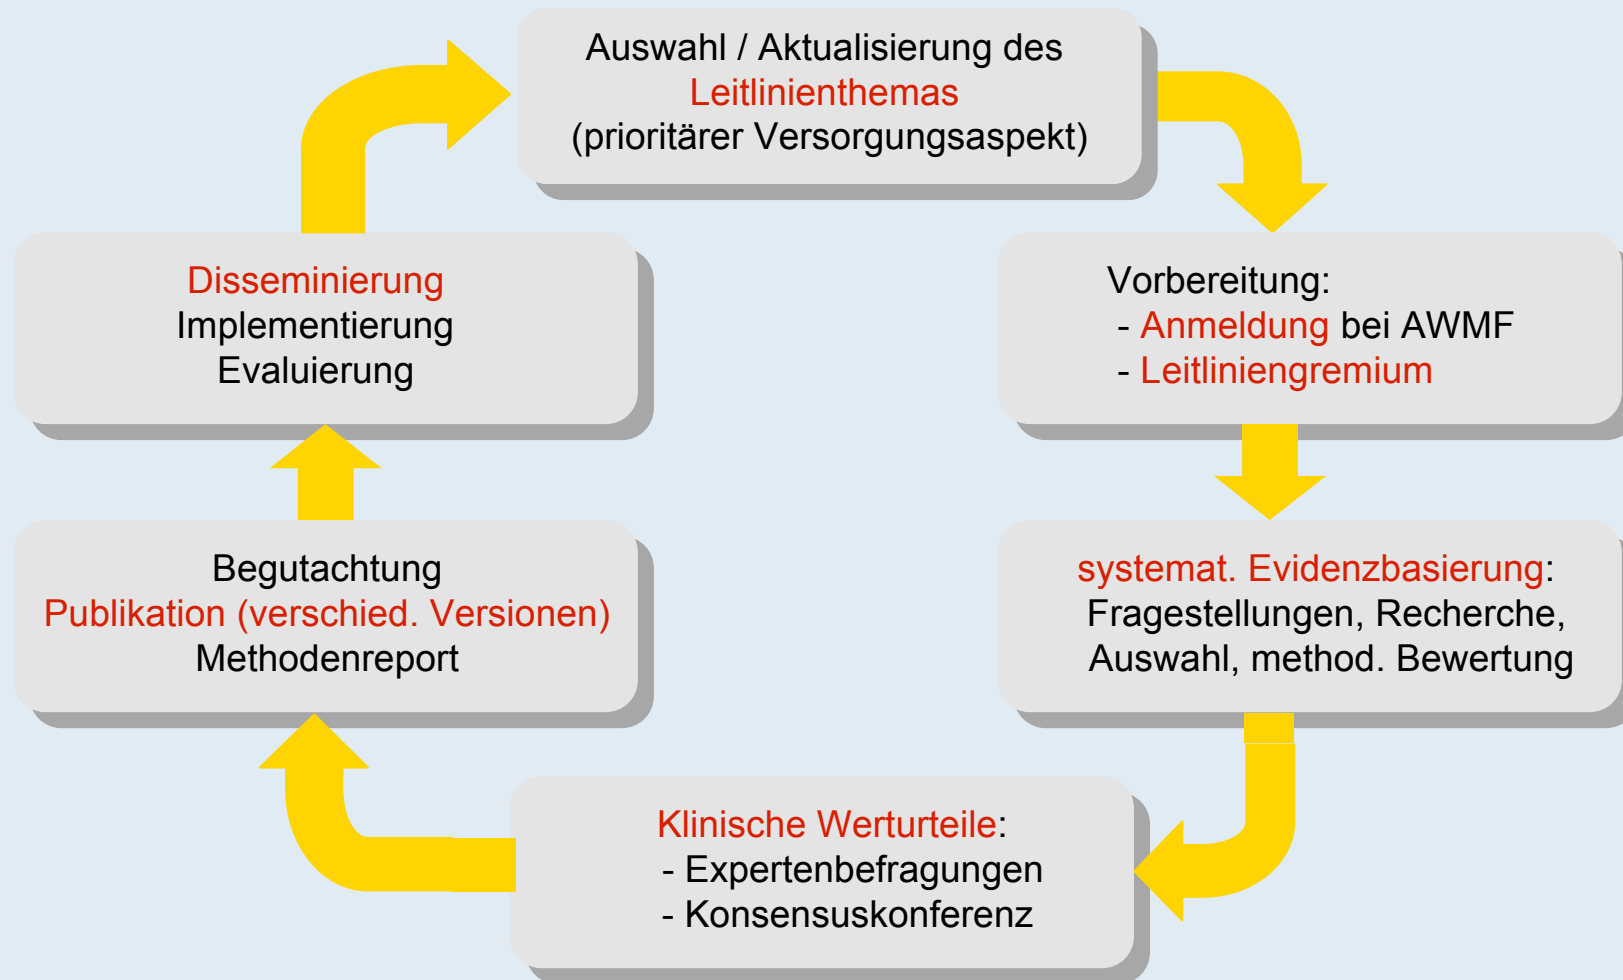 Auswahl / Aktualisierung des
Leitlinienthemas
(prioritärer Versorgungsaspekt)
Vorbereitung:
- Anmeldung bei AWMF
- Leitliniengremium
systemat. Evidenzbasierung:
Fragestellungen, Recherche,
Auswahl, method. Bewertung
Klinische Werturteile:
- Expertenbefragungen
- Konsensuskonferenz
Begutachtung
Publikation (verschied. Versionen)
Methodenreport
Disseminierung
Implementierung
Evaluierung